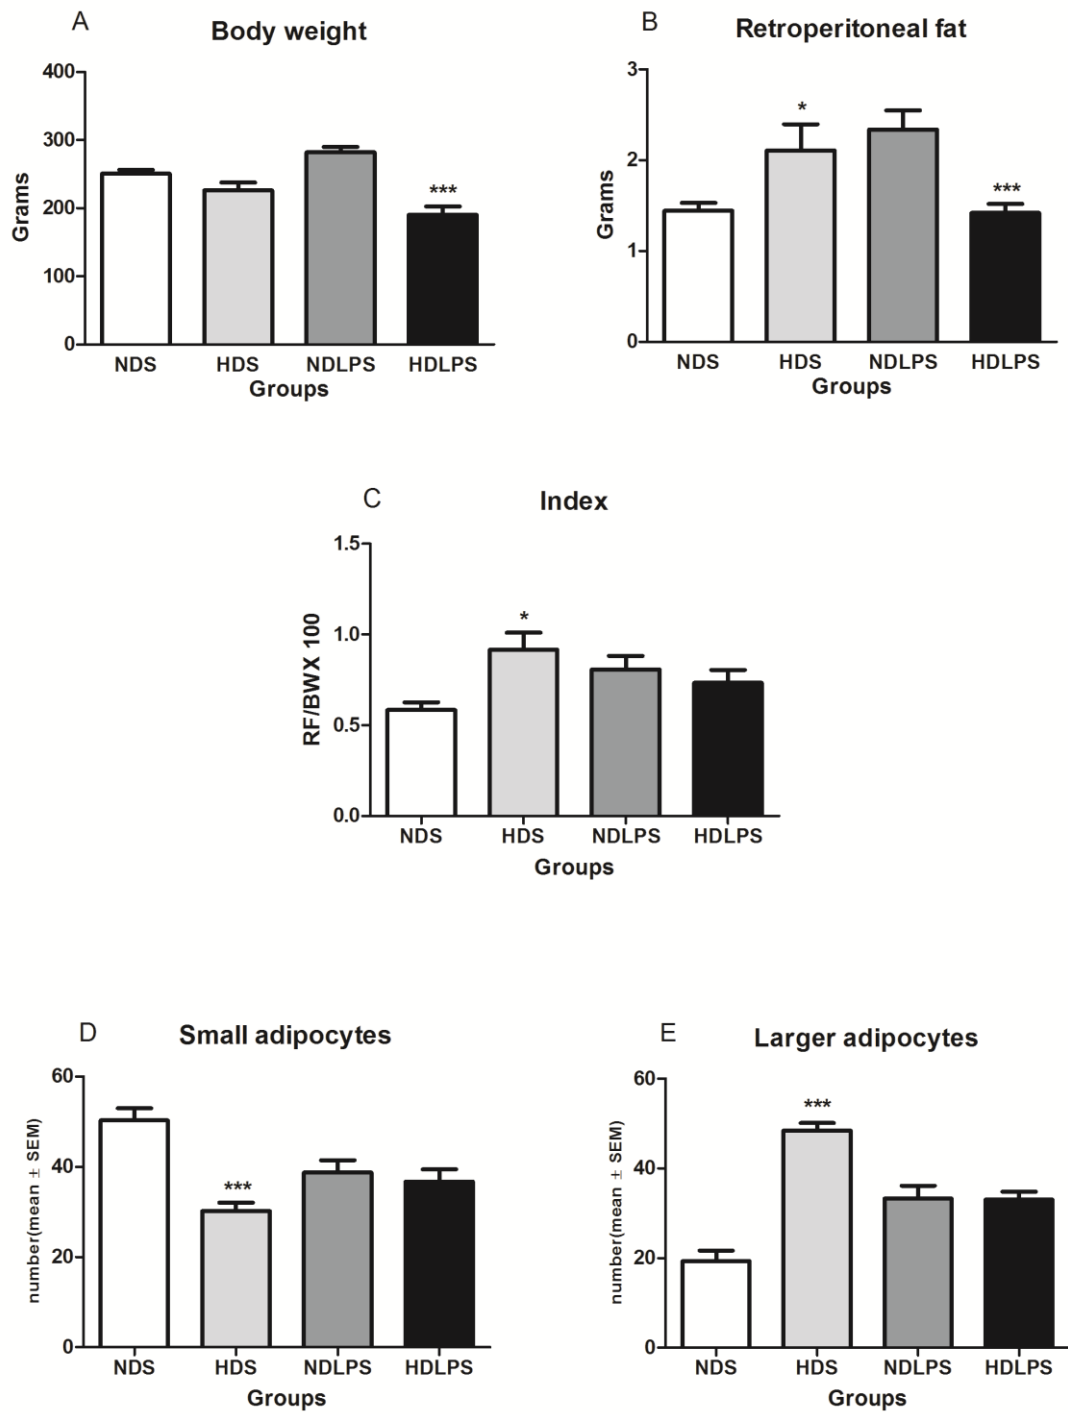 A
Body weight
400
300
200
100
0
Grams
***
NDS HDS NDLPS HDLPS
Groups
B
Retroperitoneal fat
3
2
1
0
Grams
*
***
NDS HDS NDLPS HDLPS
Groups
C
Index
1.5
1.0
0.5
0.0
RF/BWX 100
*
NDS HDS NDLPS HDLPS
Groups
D
Small adipocytes
60
40
20
0
number(mean ± SEM)
***
NDS HDS NDLPS HDLPS
Groups
E
Larger adipocytes
60
40
20
0
number(mean ± SEM)
***
NDS HDS NDLPS HDLPS
Groups